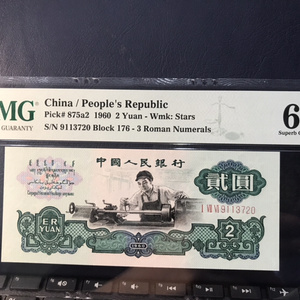 MG
GUARANTY
China / People's Republic
Pick# 875a2 1960 2 Yuan - Wmk: Stars
S/N 9113720 Block 176 - 3 Roman Numerals
6
Superb G
中國人民銀行
貳圓
I VII VI 9113720
ER
YUAN
2
1960